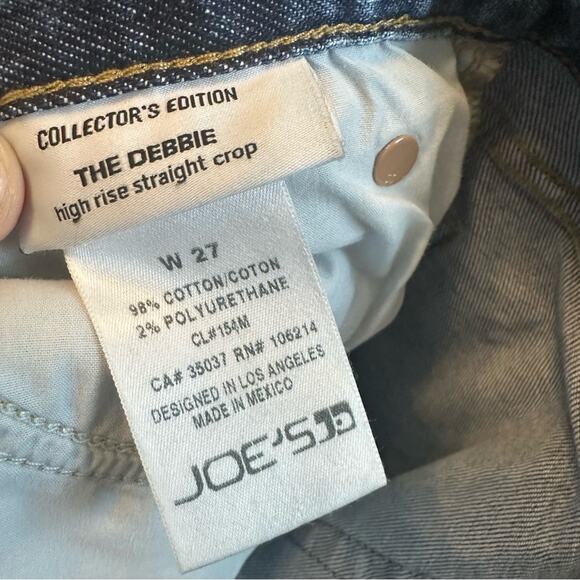 COLLECTOR'S EDITION
THE DEBBIE
high rise straight crop
W 27
98% COTTON/COTON
2% POLYURETHANE
CL#154M
CA# 35037 RN# 106214
DESIGNED IN LOS ANGELES
MADE IN MEXICO
JOE'S